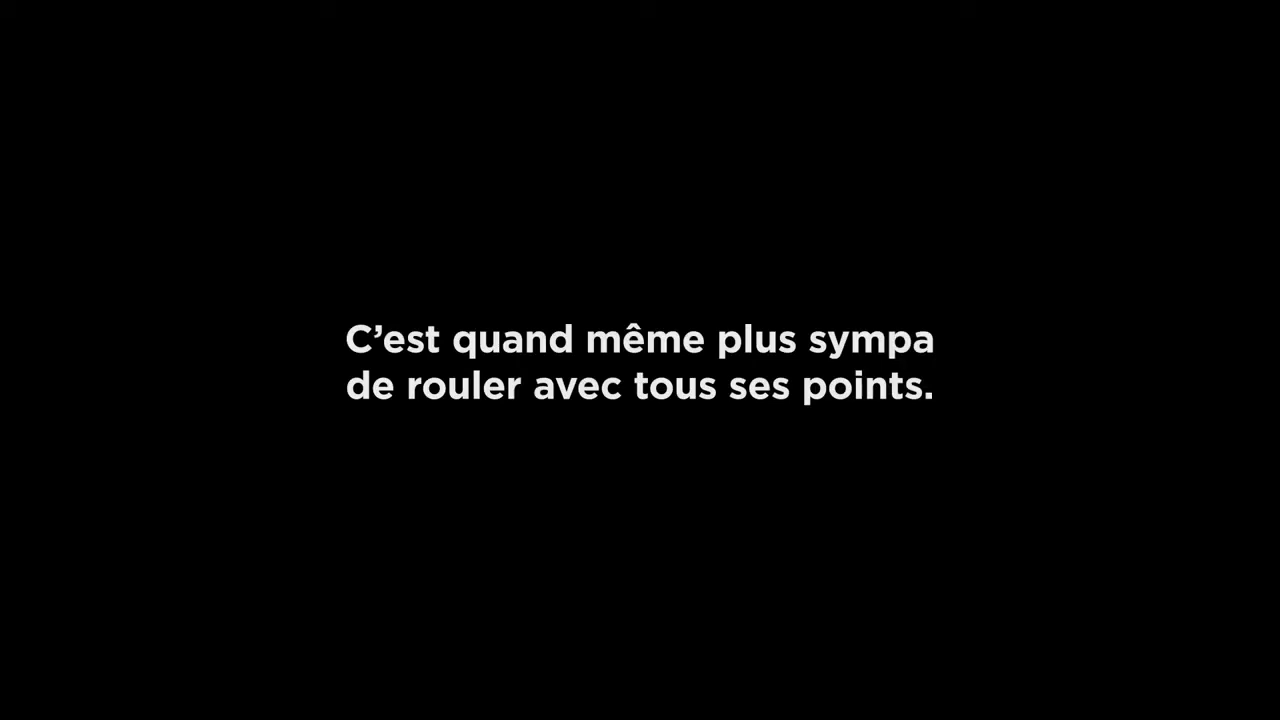 C’est quand même plus sympa
de rouler avec tous ses points.